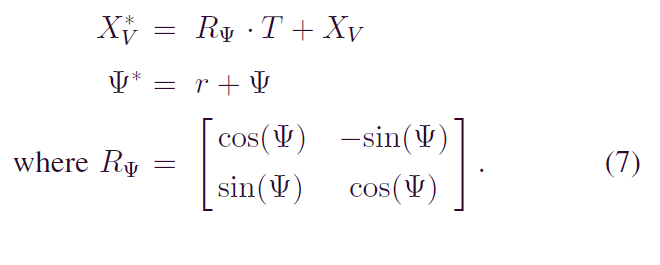 X*_V = R_Ψ · T + X_V
Ψ* = r + Ψ
where R_Ψ = [cos(Ψ) −sin(Ψ)
sin(Ψ) cos(Ψ)] . (7)